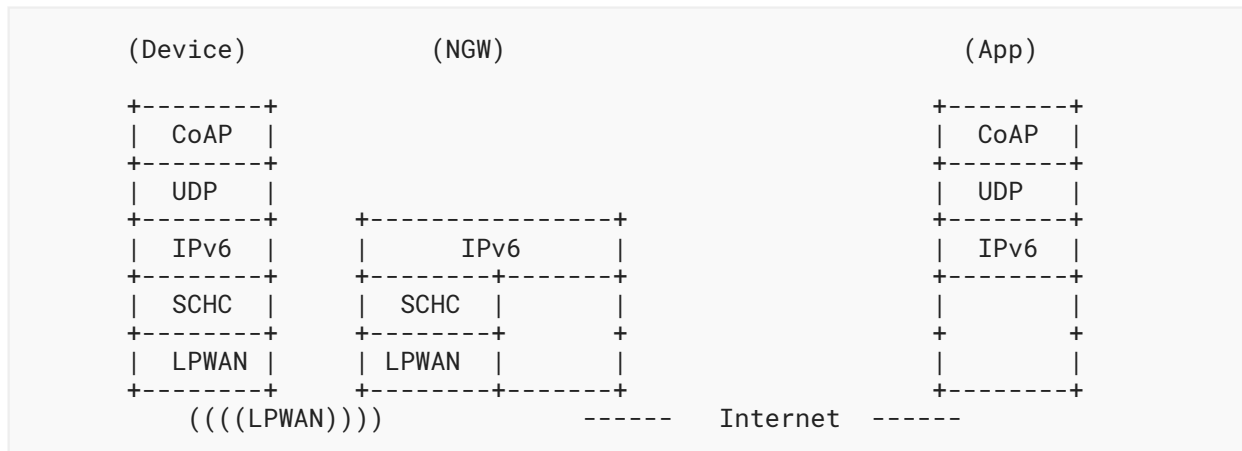 (Device) (NGW) (App)
+--------+ +--------+
| CoAP | | CoAP |
+--------+ +--------+
| UDP | | UDP |
+--------+ +----------------+ +--------+
| IPv6 | | IPv6 | | IPv6 |
+--------+ +--------+-------+ +--------+
| SCHC | | SCHC | | | |
+--------+ +--------+ + + +
| LPWAN | | LPWAN | | | |
+--------+ +--------+-------+ +--------+
((((LPWAN)))) ------ Internet ------